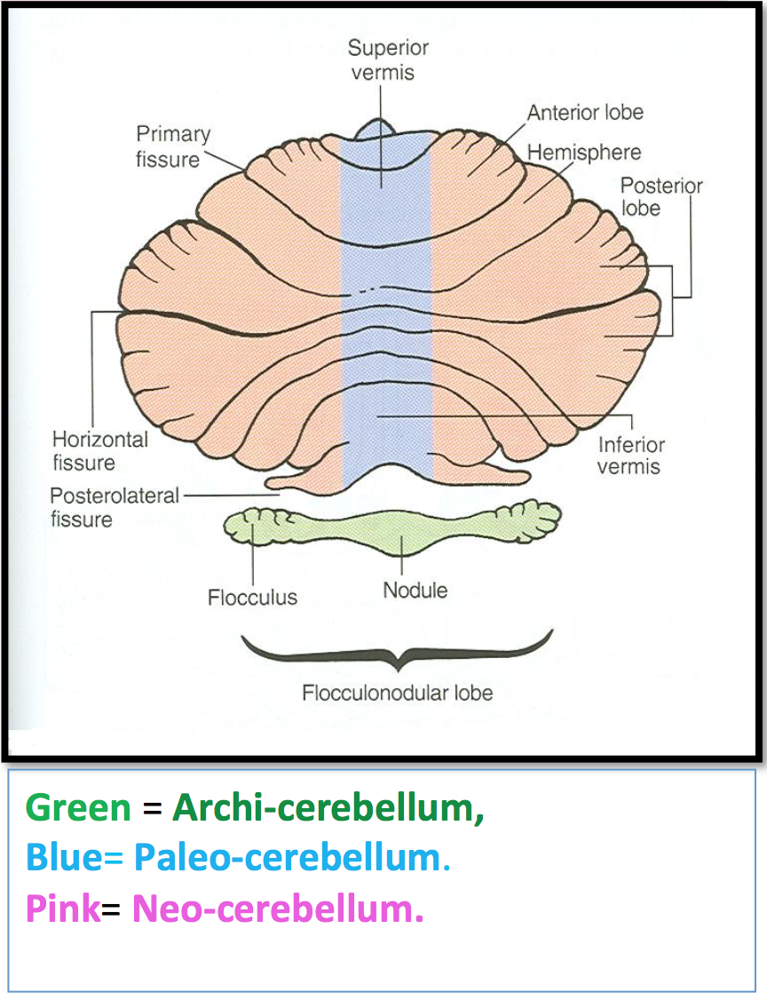 Superior
vermis
Anterior lobe
Primary
fissure
Hemisphere
Posterior
lobe
Horizontal
fissure
Inferior
vermis
Posterolateral
fissure
Flocculus
Nodule
Flocculonodular lobe
Green = Archi-cerebellum,
Blue= Paleo-cerebellum.
Pink= Neo-cerebellum.